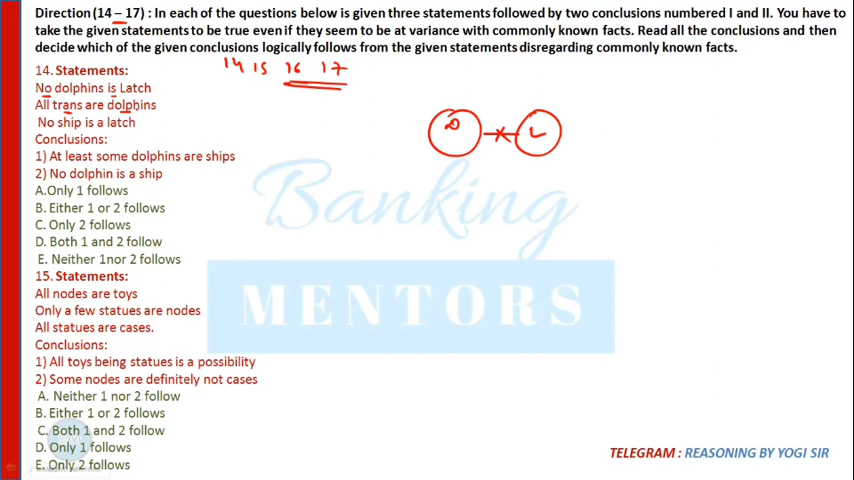 Direction (14 – 17) : In each of the questions below is given three statements followed by two conclusions numbered I and II. You have to
take the given statements to be true even if they seem to be at variance with commonly known facts. Read all the conclusions and then
decide which of the given conclusions logically follows from the given statements disregarding commonly known facts.
14 15 16 17
14. Statements:
No dolphins is Latch
All trans are dolphins
No ship is a latch
Conclusions:
1) At least some dolphins are ships
2) No dolphin is a ship
A.Only 1 follows
B. Either 1 or 2 follows
C. Only 2 follows
D. Both 1 and 2 follow
E. Neither 1nor 2 follows
D L
15. Statements:
All nodes are toys
Only a few statues are nodes
All statues are cases.
Conclusions:
1) All toys being statues is a possibility
2) Some nodes are definitely not cases
A. Neither 1 nor 2 follow
B. Either 1 or 2 follows
C. Both 1 and 2 follow
D. Only 1 follows
E. Only 2 follows
Banking
MENTORS
TELEGRAM : REASONING BY YOGI SIR